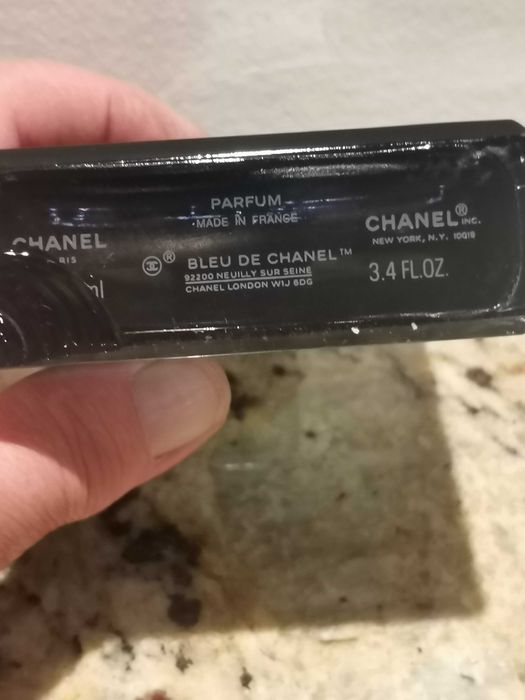 PARFUM
MADE IN FRANCE
CHANEL
BLEU DE CHANEL™
92200 NEUILLY SUR SEINE
CHANEL LONDON W1J 6DG
ml
CHANEL® INC.
NEW YORK, N.Y. 10019
3.4 FL.OZ.